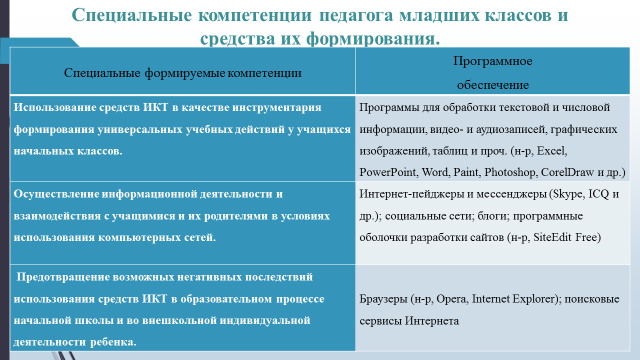 Специальные компетенции педагога младших классов и
средства их формирования.
Специальные формируемые компетенции
Программное
обеспечение
Использование средств ИКТ в качестве инструментария
формирования универсальных учебных действий у учащихся
начальных классов.
Программы для обработки текстовой и числовой
информации, видео- и аудиозаписей, графических
изображений, таблиц и проч. (н-р, Excel,
PowerPoint, Word, Paint, Photoshop, CorelDraw и др.)
Осуществление информационной деятельности и
взаимодействия с учащимися и их родителями в условиях
использования компьютерных сетей.
Интернет-пейджеры и мессенджеры (Skype, ICQ и
др.); социальные сети; блоги; программные
оболочки разработки сайтов (н-р, SiteEdit Free)
Предотвращение возможных негативных последствий
использования средств ИКТ в образовательном процессе
начальной школы и во внешкольной индивидуальной
деятельности ребенка.
Браузеры (н-р, Opera, Internet Explorer); поисковые
сервисы Интернета